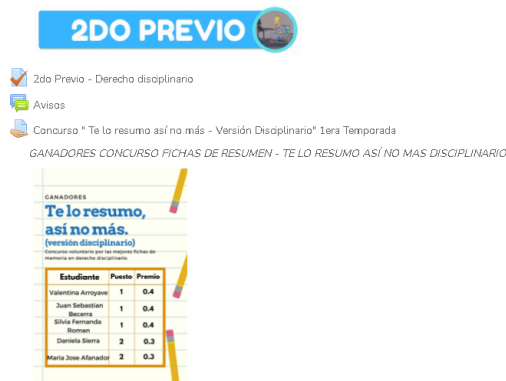 2DO PREVIO
2do Previo - Derecho disciplinario
Avisos
Concurso " Te lo resumo así no más - Versión Disciplinario" 1era Temporada
GANADORES CONCURSO FICHAS DE RESUMEN - TE LO RESUMO ASÍ NO MAS DISCIPLINARIO
GANADORES
Te lo resumo,
así no más.
(versión disciplinario)
Concurso voluntario por las mejores fichas de
memoria en derecho disciplinario.
Estudiante Puesto Premio
Valentina Arroyave 1 0.4
Juan Sebastian
Becerra 1 0.4
Silvia Fernanda
Roman 1 0.4
Daniela Sierra 2 0.3
Maria Jose Afanador 2 0.3